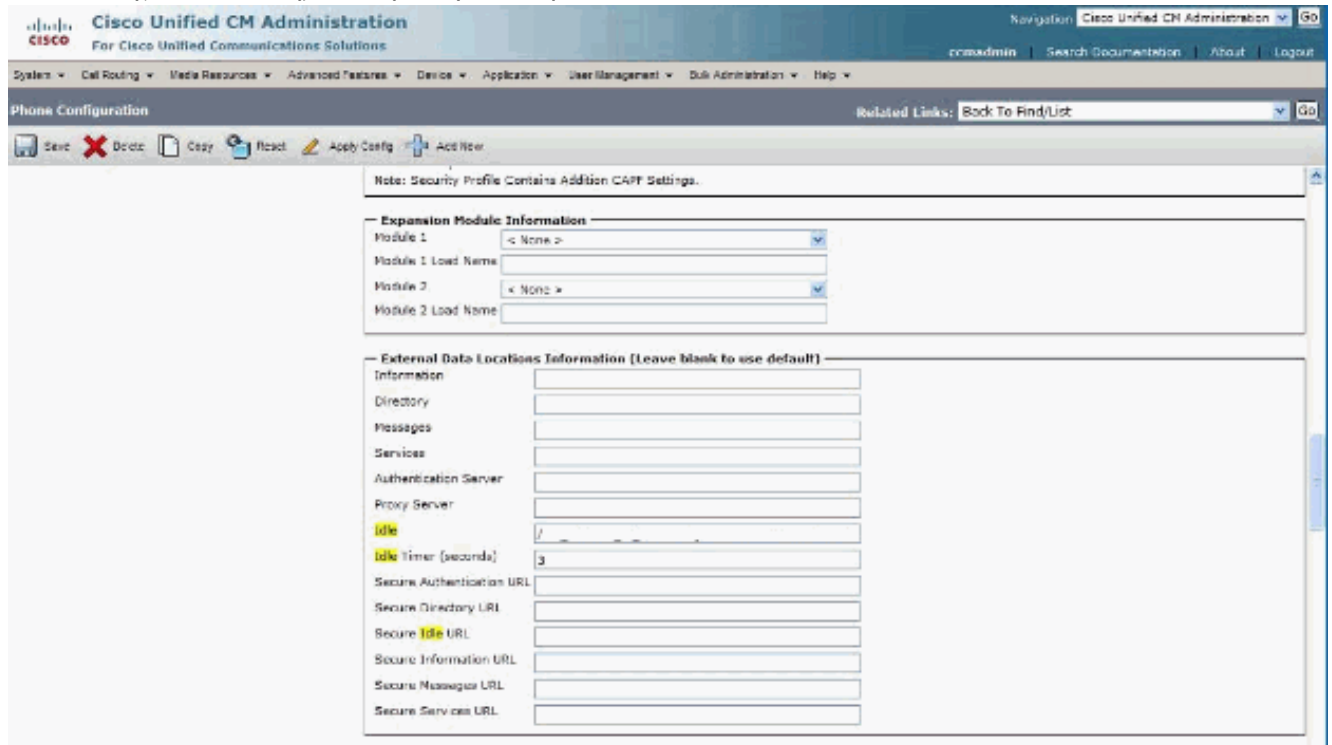 Cisco Unified CM Administration
For Cisco Unified Communications Solutions
CISCO
Navigation Cisco Unified CM Administration GO
ccmadmin | Search Documentation | About | Logout
System Call Routing Media Resources Advanced Features Device Application User Management Bulk Administration Help
Phone Configuration
Related Links: Back To Find/List Go
Save Delete Copy Reset Apply Config Add New
Note: Security Profile Contains Addition CAPF Settings.
Expansion Module Information
Module 1 < None >
Module 1 Load Name
Module 2 < None >
Module 2 Load Name
External Data Locations Information (Leave blank to use default)
Information
Directory
Messages
Services
Authentication Server
Proxy Server
Idle /
Idle Timer (seconds) 3
Secure Authentication URL
Secure Directory URL
Secure Idle URL
Secure Information URL
Secure Messages URL
Secure Services URL